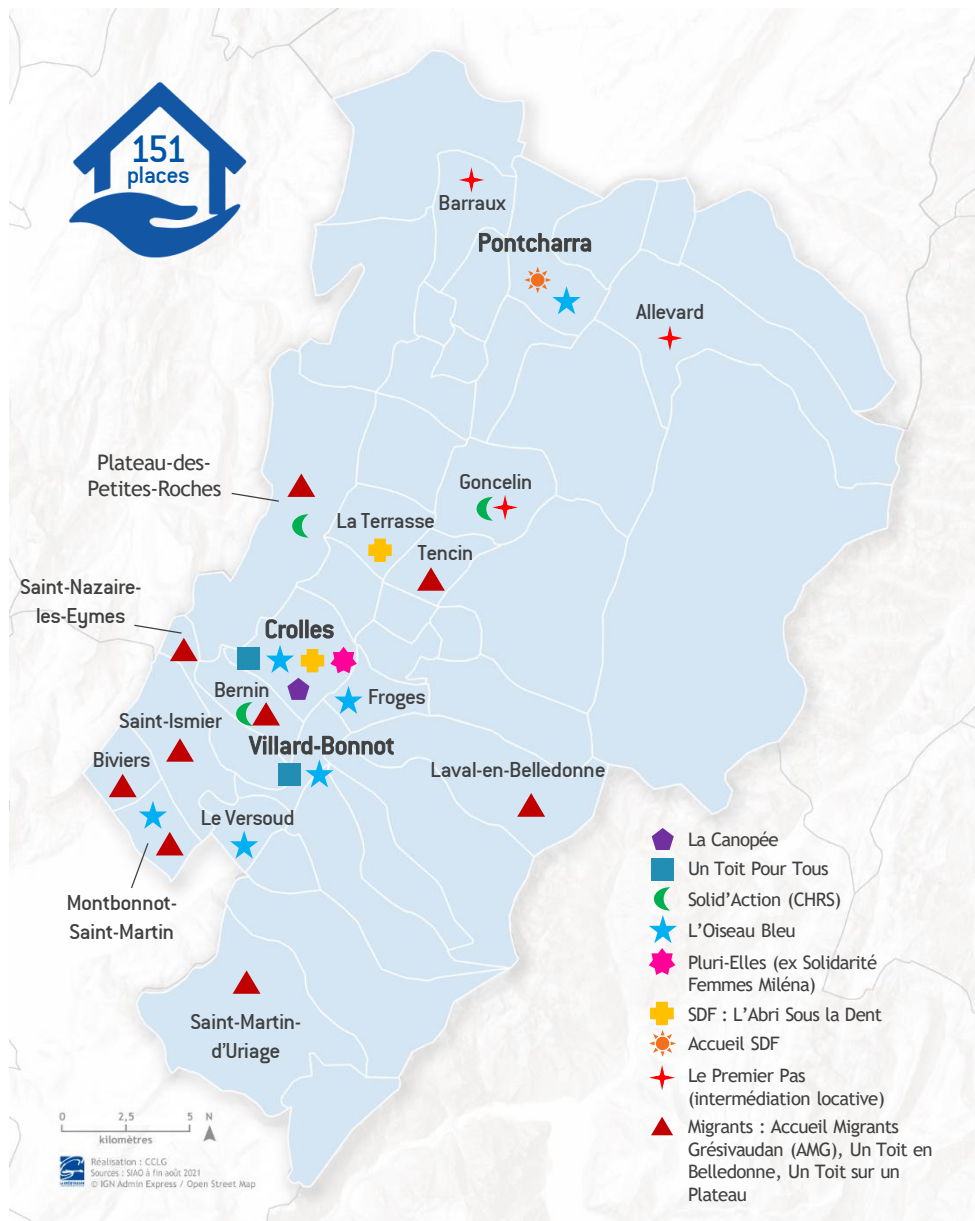 151
places
Barraux
Pontcharra
Allevard
Plateau-des-
Petites-Roches
Goncelin
La Terrasse
Tencin
Saint-Nazaire-
les-Eymes
Crolles
Bernin
Froges
Saint-Ismier
Villard-Bonnot
Biviers
Laval-en-Belledonne
Le Versoud
Montbonnot-
Saint-Martin
Saint-Martin-
d'Uriage
La Canopée
Un Toit Pour Tous
Solid'Action (CHRS)
L'Oiseau Bleu
Pluri-Elles (ex Solidarité
Femmes Miléna)
SDF : L'Abri Sous la Dent
Accueil SDF
Le Premier Pas
(intermédiation locative)
Migrants : Accueil Migrants
Grésivaudan (AMG), Un Toit en
Belledonne, Un Toit sur un
Plateau
0 2,5 5 N
kilomètres
Réalisation : CCLG
Sources : SIAO à fin août 2021
© IGN Admin Express / Open Street Map